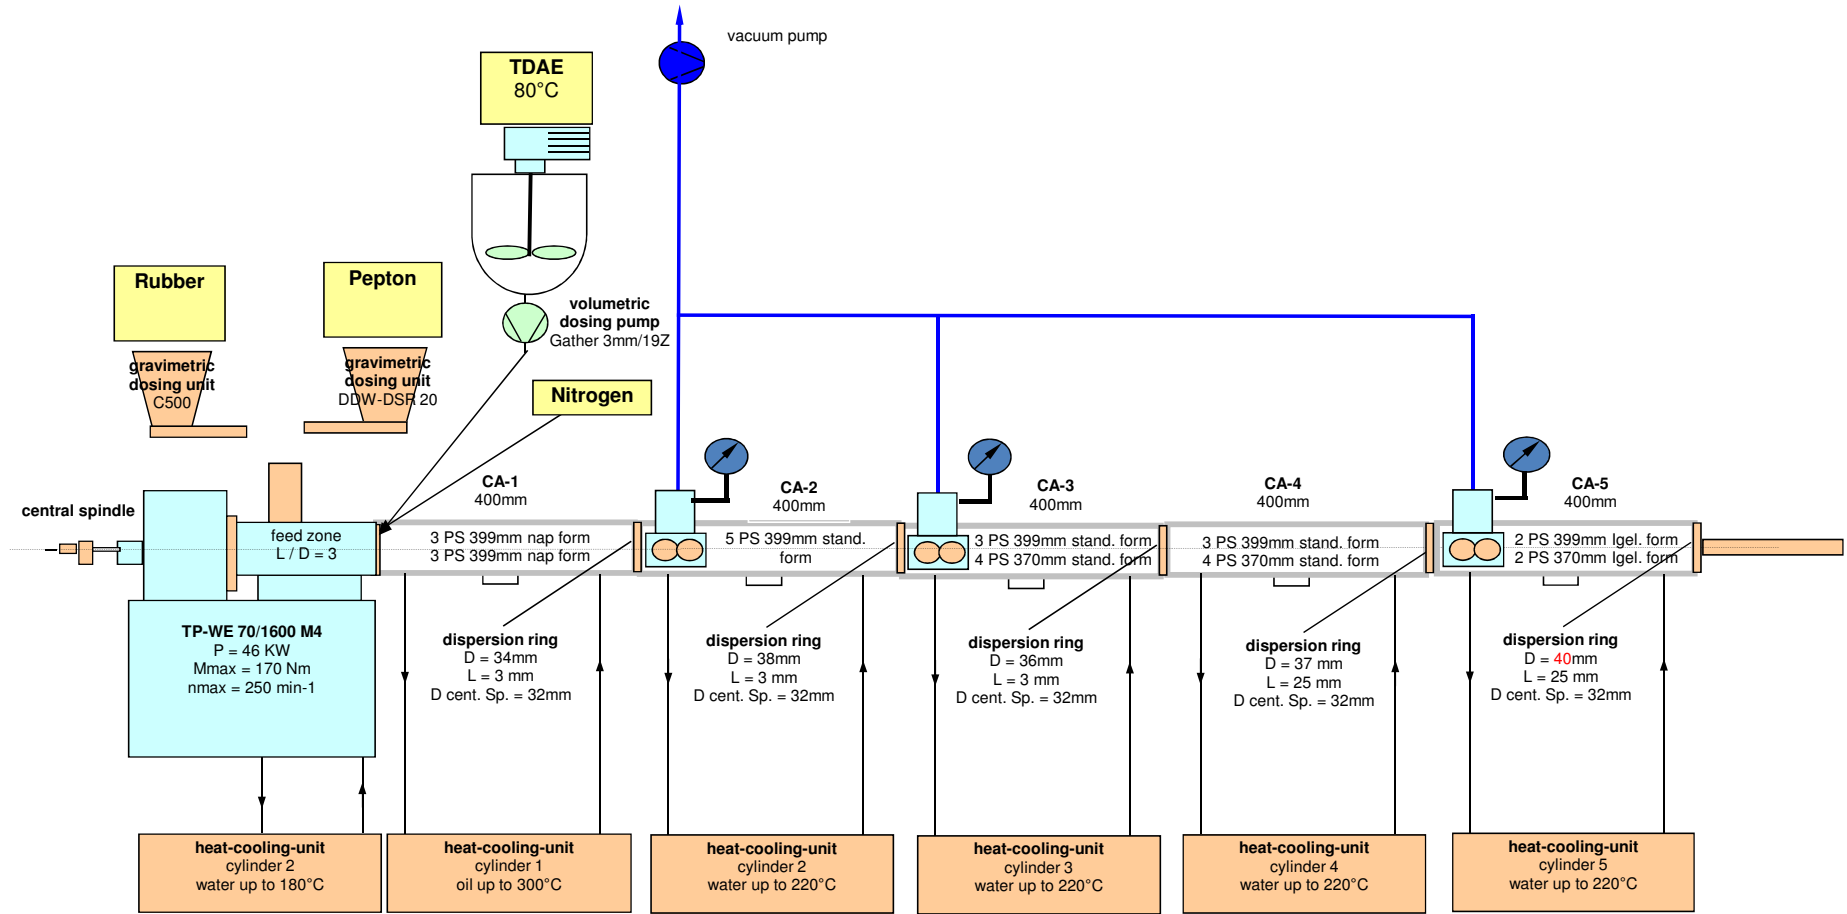 vacuum pump
TDAE
80°C
Rubber
Pepton
volumetric
dosing pump
Gather 3mm/19Z
gravimetric
dosing unit
C500
gravimetric
dosing unit
DDW-DSR 20
Nitrogen
central spindle
feed zone
L / D = 3
CA-1
400mm
3 PS 399mm nap form
3 PS 399mm nap form
CA-2
400mm
5 PS 399mm stand.
form
CA-3
400mm
3 PS 399mm stand. form
4 PS 370mm stand. form
CA-4
400mm
3 PS 399mm stand. form
4 PS 370mm stand. form
CA-5
400mm
2 PS 399mm Igel. form
2 PS 370mm Igel. form
TP-WE 70/1600 M4
P = 46 KW
Mmax = 170 Nm
nmax = 250 min-1
dispersion ring
D = 34mm
L = 3 mm
D cent. Sp. = 32mm
dispersion ring
D = 38mm
L = 3 mm
D cent. Sp. = 32mm
dispersion ring
D = 36mm
L = 3 mm
D cent. Sp. = 32mm
dispersion ring
D = 37 mm
L = 25 mm
D cent. Sp. = 32mm
dispersion ring
D = 40mm
L = 25 mm
D cent. Sp. = 32mm
heat-cooling-unit
cylinder 2
water up to 180°C
heat-cooling-unit
cylinder 1
oil up to 300°C
heat-cooling-unit
cylinder 2
water up to 220°C
heat-cooling-unit
cylinder 3
water up to 220°C
heat-cooling-unit
cylinder 4
water up to 220°C
heat-cooling-unit
cylinder 5
water up to 220°C